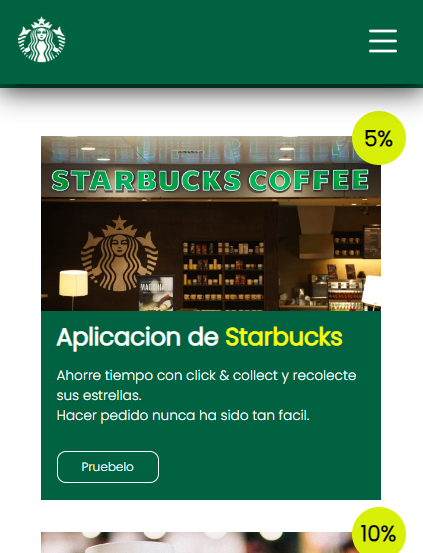 5%
STARBUCKS COFFEE
Aplicacion de Starbucks
Ahorre tiempo con click & collect y recolecte
sus estrellas.
Hacer pedido nunca ha sido tan facil.
Pruebelo
10%